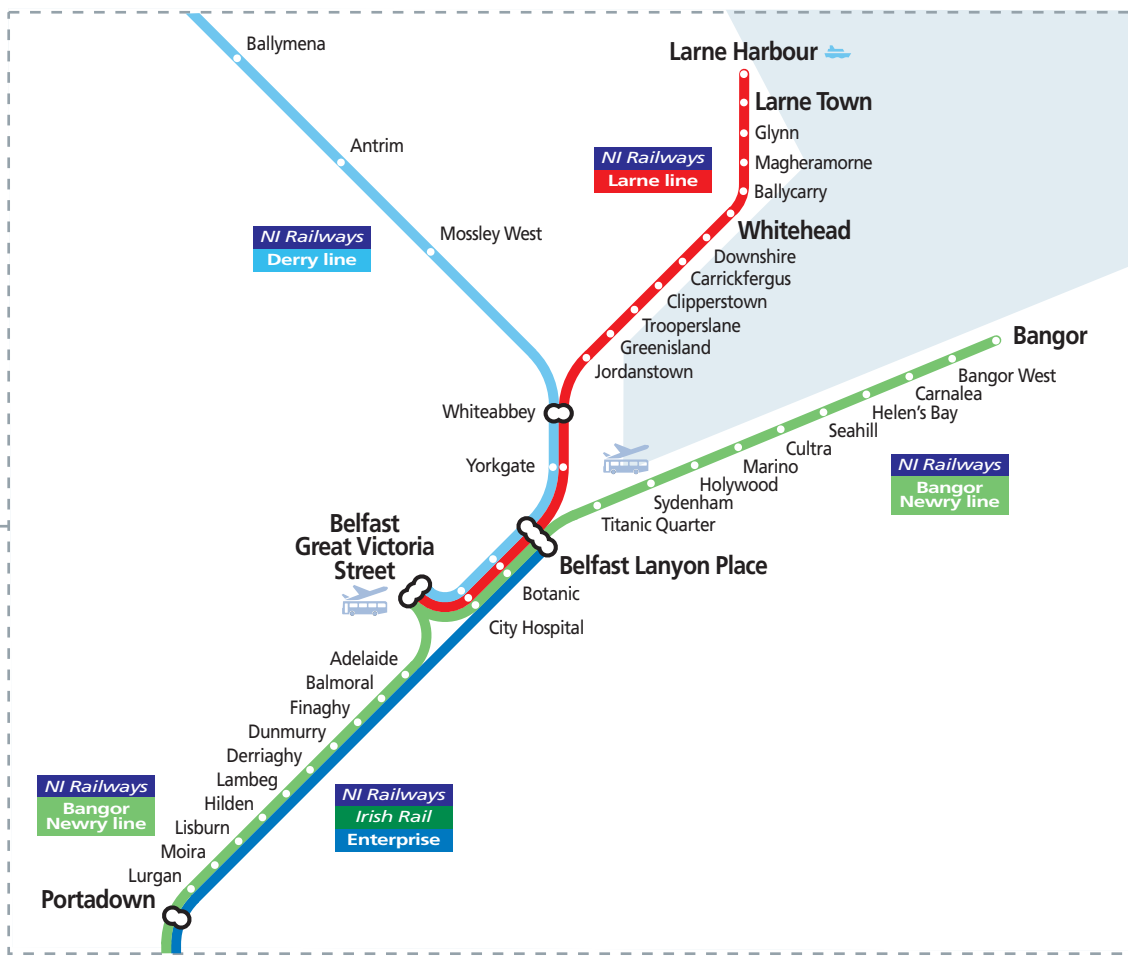 Ballymena
Larne Harbour
Larne Town
Antrim
Glynn
NI Railways
Larne line
Magheramorne
Ballycarry
Mossley West
Whitehead
NI Railways
Derry line
Downshire
Carrickfergus
Clipperstown
Trooperslane
Greenisland
Jordanstown
Bangor
Bangor West
Carnalea
Helen's Bay
Seahill
Cultra
Marino
Holywood
Sydenham
Titanic Quarter
Whiteabbey
Yorkgate
NI Railways
Bangor
Newry line
Belfast
Great Victoria
Street
Belfast Lanyon Place
Botanic
City Hospital
Adelaide
Balmoral
Finaghy
Dunmurry
Derriaghy
Lambeg
Hilden
Lisburn
Moira
Lurgan
Portadown
NI Railways
Bangor
Newry line
NI Railways
Irish Rail
Enterprise